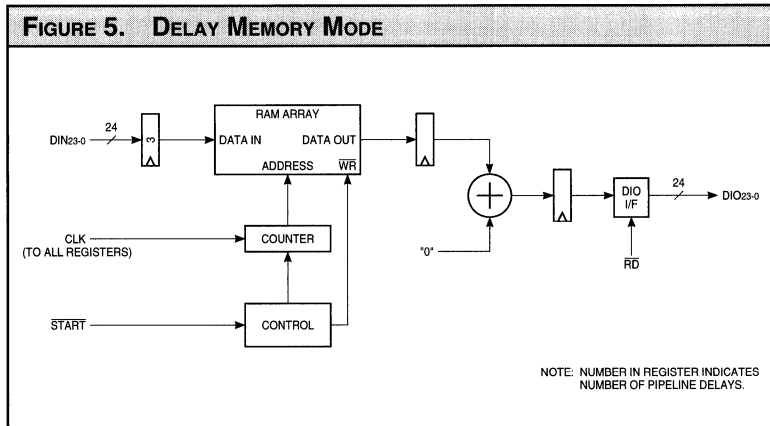 FIGURE 5. DELAY MEMORY MODE
24
DIN23-0
3
RAM ARRAY
DATA IN
DATA OUT
ADDRESS
WR
24
DIO I/F
DIO23-0
CLK
(TO ALL REGISTERS)
COUNTER
"0"
RD
START
CONTROL
NOTE: NUMBER IN REGISTER INDICATES
NUMBER OF PIPELINE DELAYS.